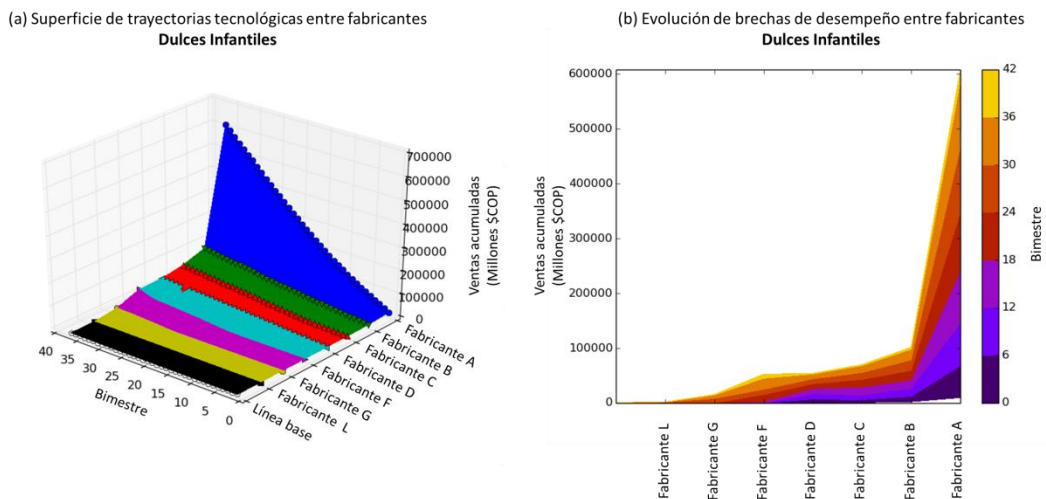 (a) Superficie de trayectorias tecnológicas entre fabricantes
Dulces Infantiles
700000
600000
500000
400000
300000
200000
100000
0
Ventas acumuladas
(Millones $COP)
40
35
30
25
20
15
10
5
0
Bimestre
Fabricante A
Fabricante B
Fabricante C
Fabricante D
Fabricante F
Fabricante G
Fabricante L
Línea base
(b) Evolución de brechas de desempeño entre fabricantes
Dulces Infantiles
Ventas acumuladas
(Millones $COP)
600000
500000
400000
300000
200000
100000
0
Fabricante L
Fabricante G
Fabricante F
Fabricante D
Fabricante C
Fabricante B
Fabricante A
42
36
30
24
18
12
6
0
Bimestre